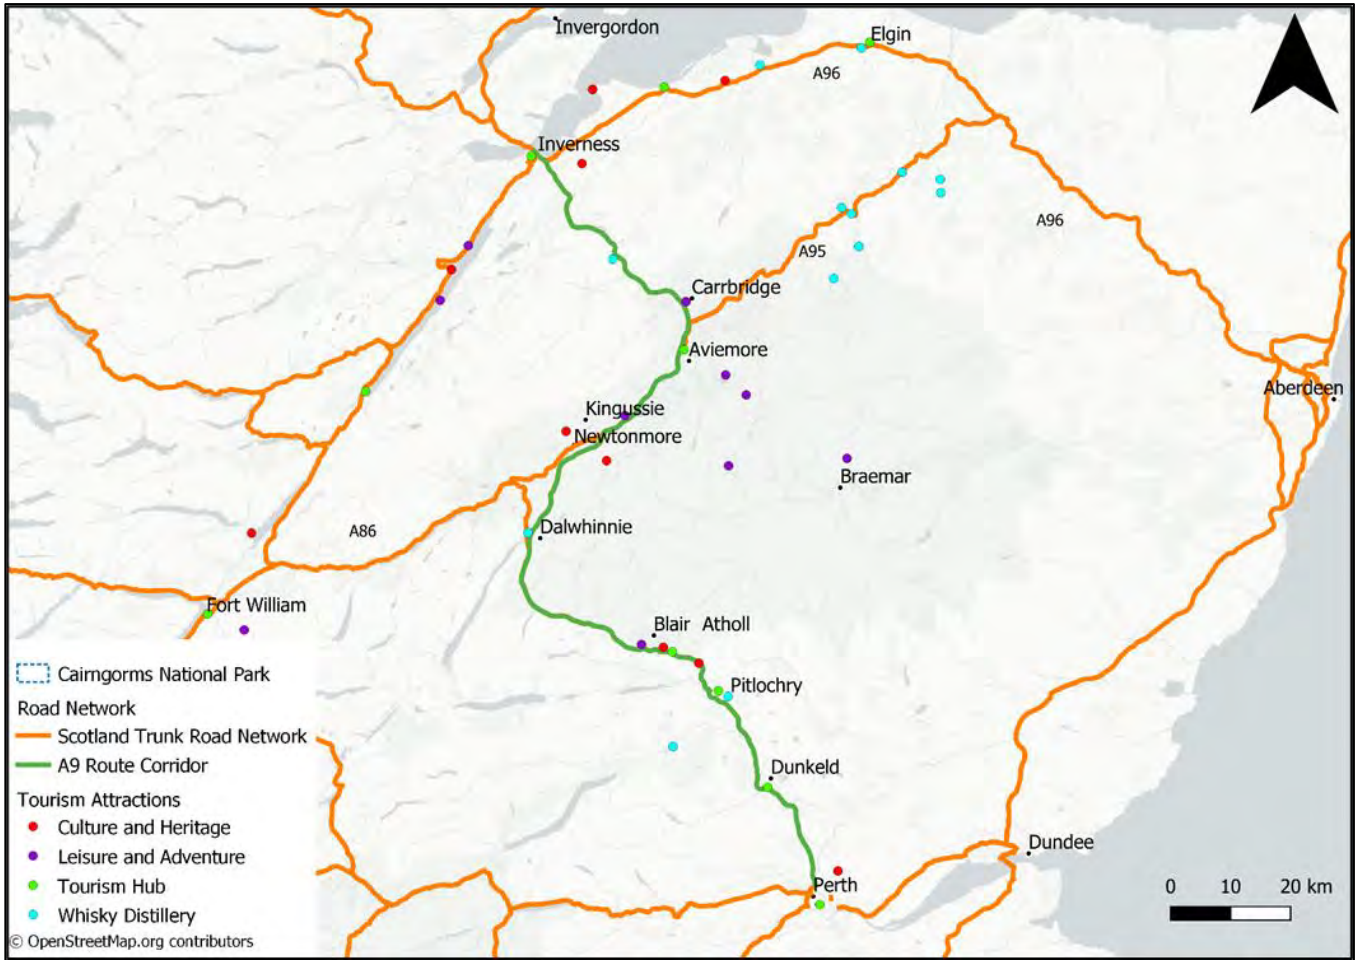 Invergordon
Elgin
A96
Inverness
A96
A95
Carrbridge
Aviemore
Aberdeen
Kingussie
Newtonmore
Braemar
Dalwhinnie
A86
Fort William
Blair Atholl
Pitlochry
Dunkeld
Dundee
Perth
Cairngorms National Park
Road Network
Scotland Trunk Road Network
A9 Route Corridor
Tourism Attractions
Culture and Heritage
Leisure and Adventure
Tourism Hub
Whisky Distillery
© OpenStreetMap.org contributors
0 10 20 km